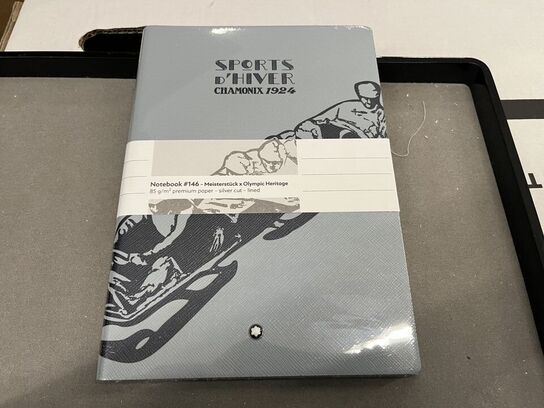 SPORTS
D'HIVER
CHAMONIX 1924
Notebook #146 - Meisterstück x Olympic Heritage
85 g/m² premium paper - silver cut - lined